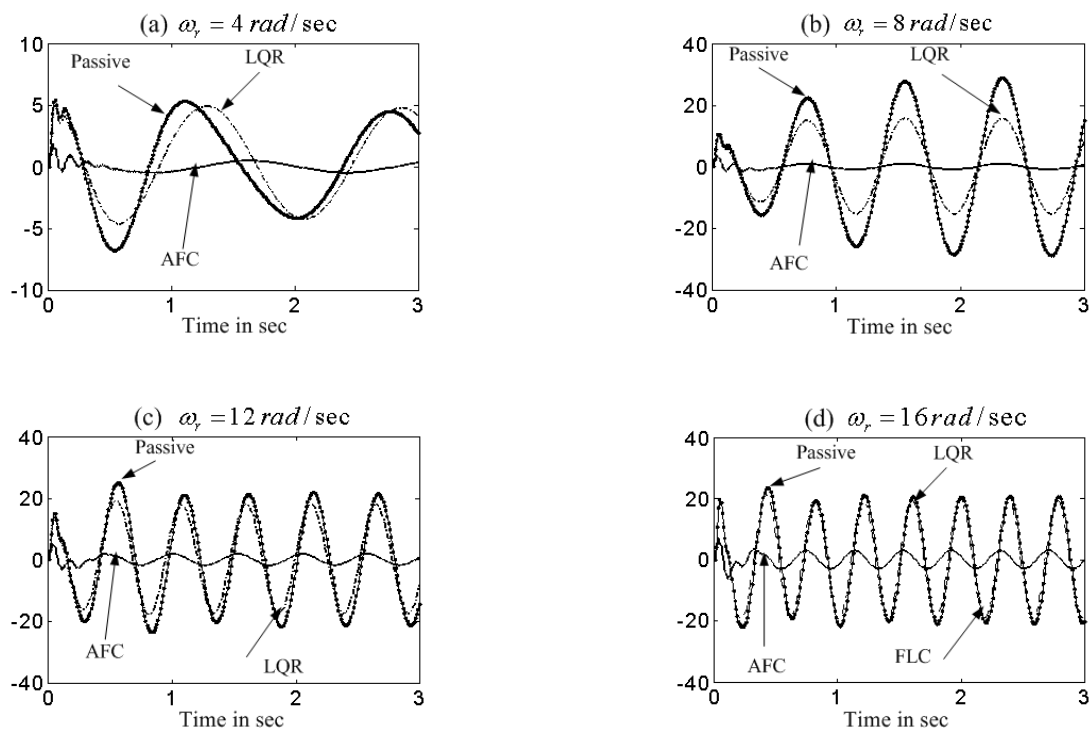 (a) ω_r = 4 rad/sec
10
5
0
-5
-10
0 1 2 3
Passive
LQR
AFC
Time in sec
(b) ω_r = 8 rad/sec
40
20
0
-20
-40
0 1 2 3
Passive
LQR
AFC
Time in sec
(c) ω_r = 12 rad/sec
40
20
0
-20
-40
0 1 2 3
Passive
AFC
LQR
Time in sec
(d) ω_r = 16 rad/sec
40
20
0
-20
-40
0 1 2 3
Passive
LQR
AFC
FLC
Time in sec